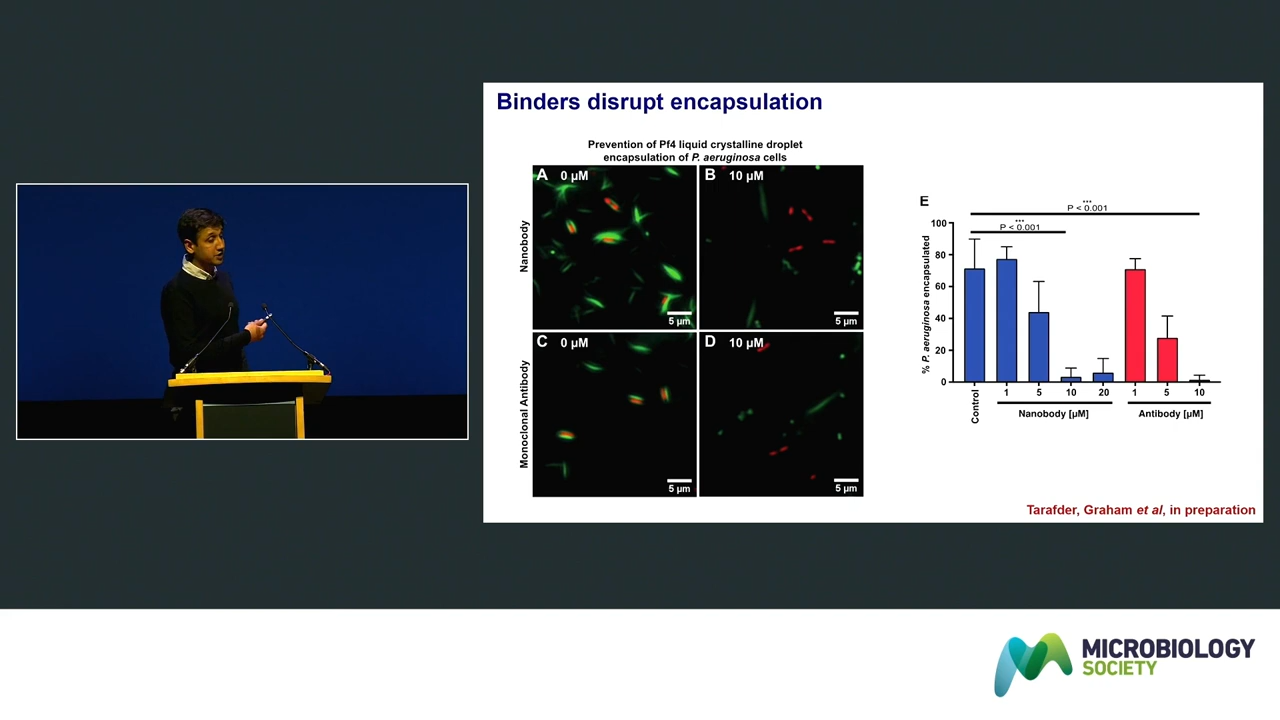 Binders disrupt encapsulation
Prevention of Pf4 liquid crystalline droplet
encapsulation of P. aeruginosa cells
A 0 µM
B 10 µM
Nanobody
5 µm
5 µm
C 0 µM
D 10 µM
Monoclonal Antibody
5 µm
5 µm
E
***
P < 0.001
***
P < 0.001
% P. aeruginosa encapsulated
100
80
60
40
20
0
Control
1 5 10 20
Nanobody [µM]
1 5 10
Antibody [µM]
Tarafder, Graham et al, in preparation
MICROBIOLOGY
SOCIETY